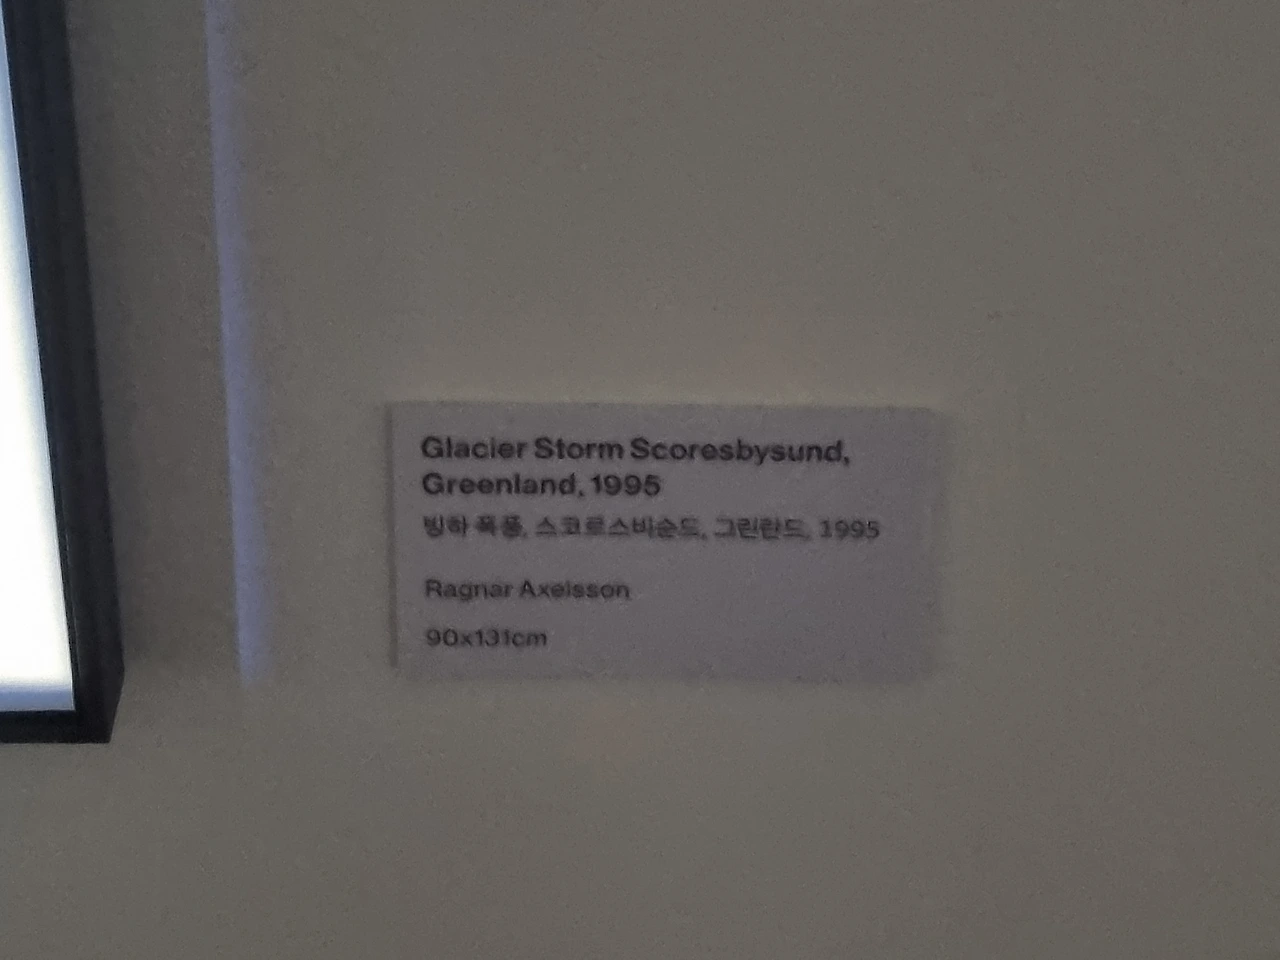 Glacier Storm Scoresbysund,
Greenland, 1995
빙하 폭풍, 스코르스비순드, 그린란드, 1995
Ragnar Axelsson
90x131cm